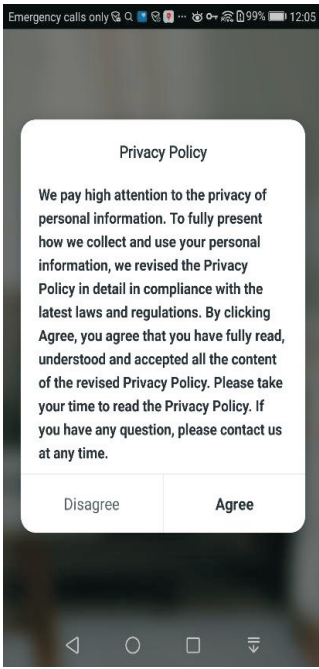 Emergency calls only 99% 12:05
Privacy Policy
We pay high attention to the privacy of
personal information. To fully present
how we collect and use your personal
information, we revised the Privacy
Policy in detail in compliance with the
latest laws and regulations. By clicking
Agree, you agree that you have fully read,
understood and accepted all the content
of the revised Privacy Policy. Please take
your time to read the Privacy Policy. If
you have any question, please contact us
at any time.
Disagree Agree